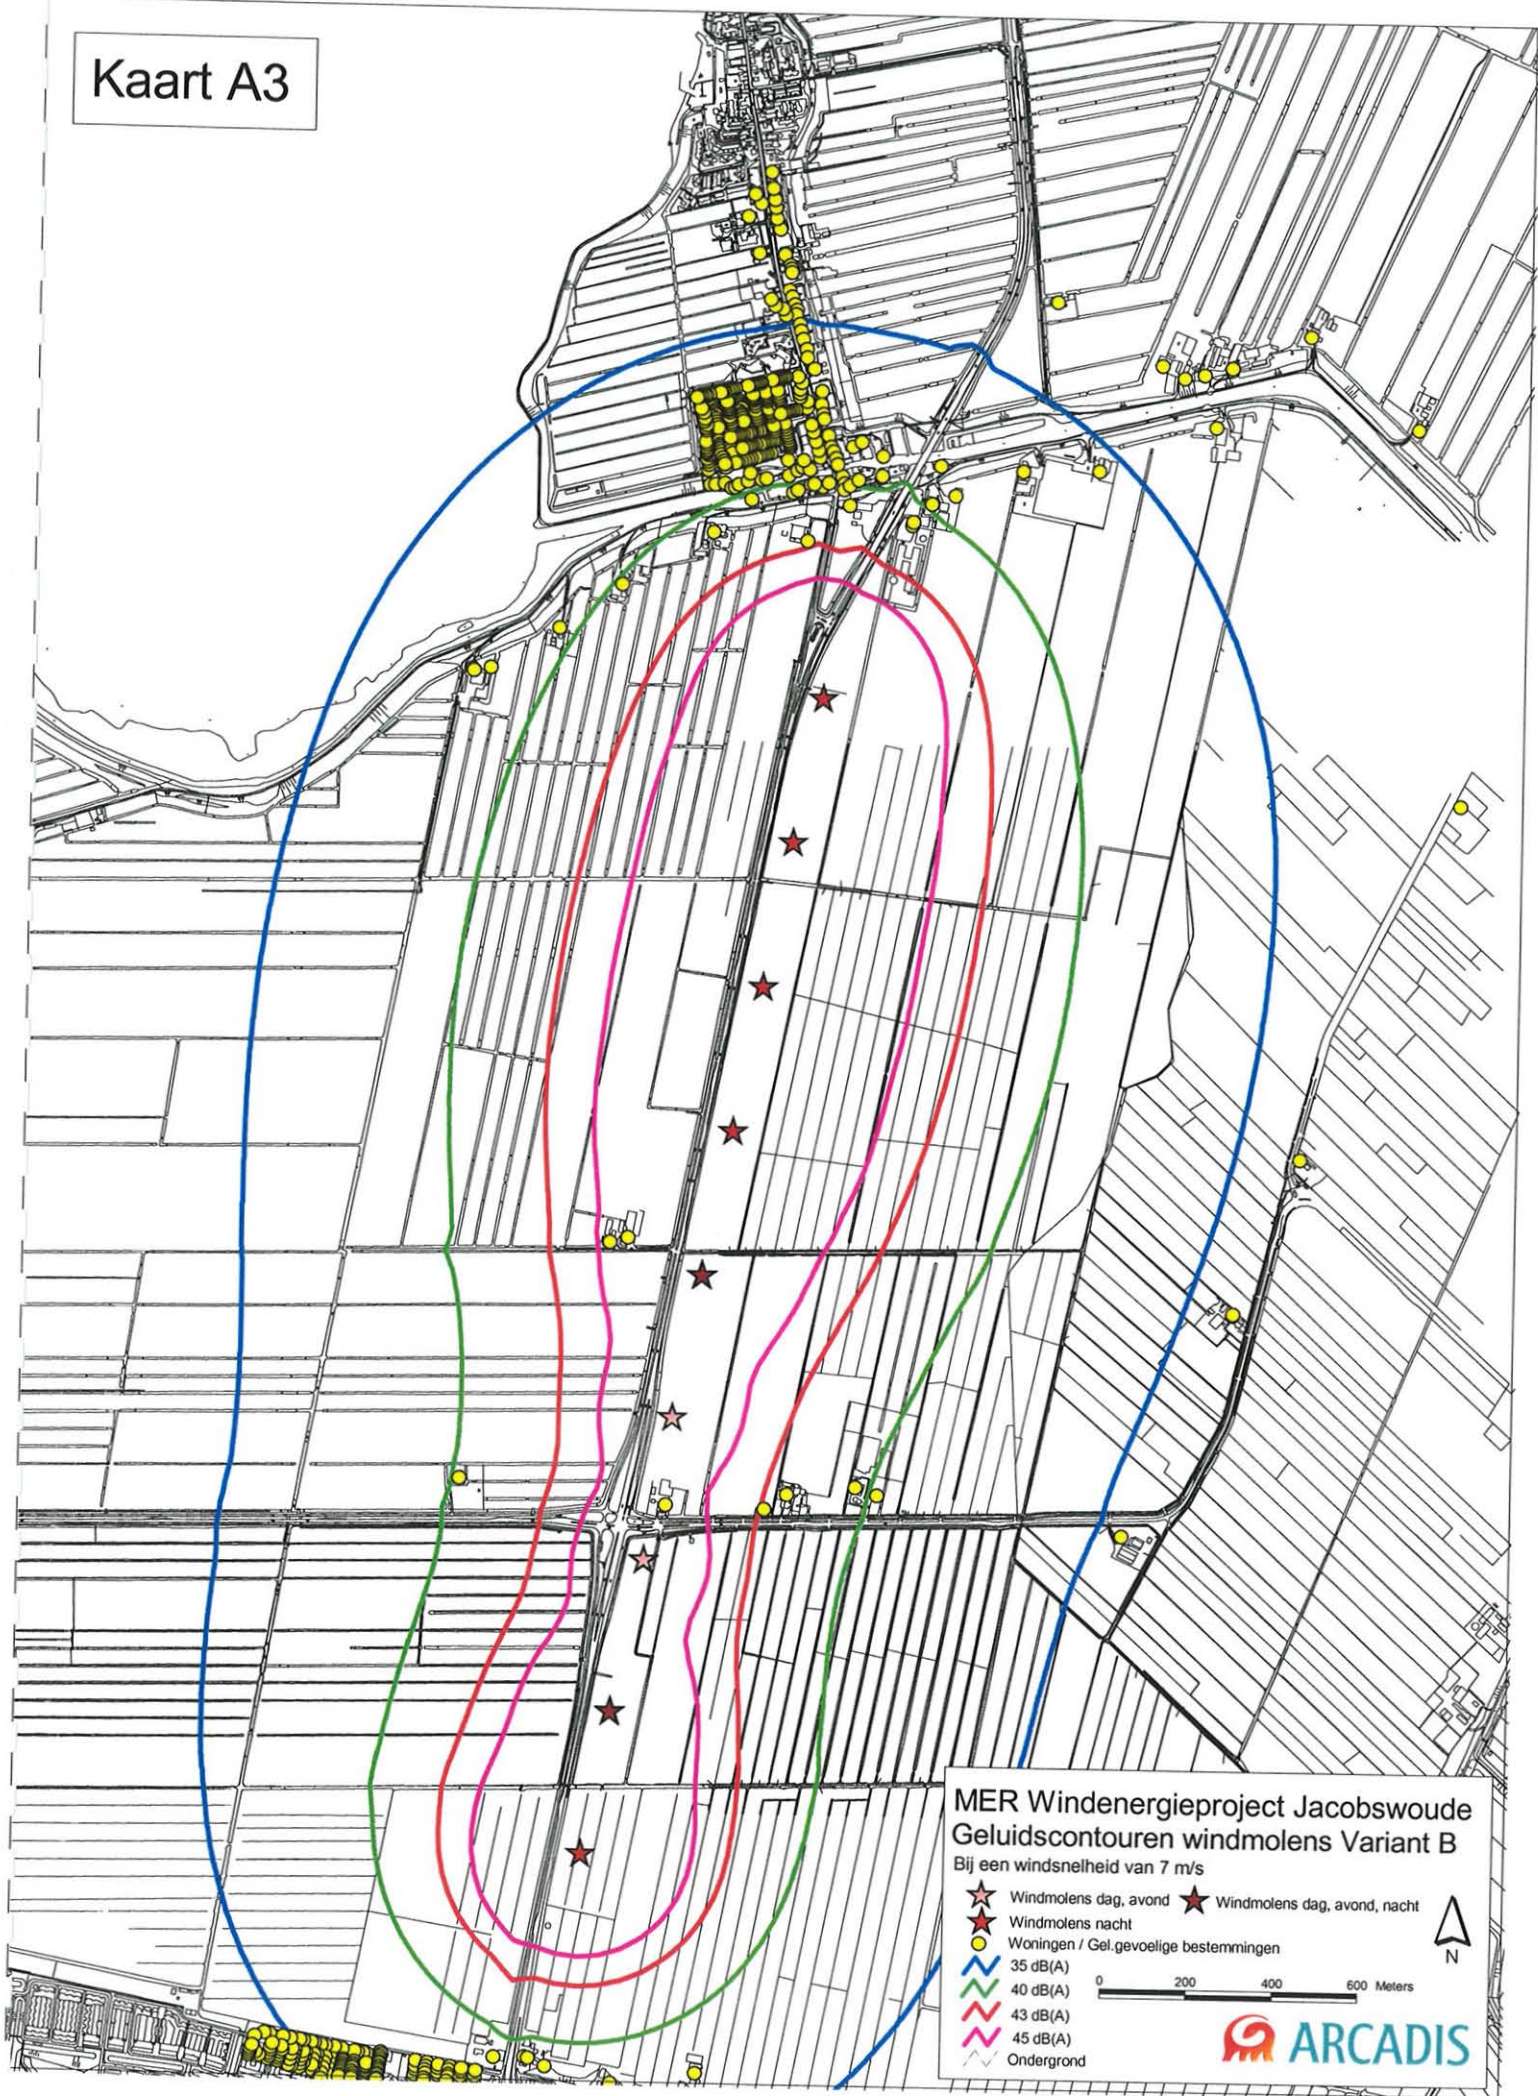 Kaart A3
MER Windenergieproject Jacobswoude
Geluidscontouren windmolens Variant B
Bij een windsnelheid van 7 m/s
Windmolens dag, avond
Windmolens dag, avond, nacht
Windmolens nacht
Woningen / Gel.gevoelige bestemmingen
35 dB(A)
40 dB(A)
43 dB(A)
45 dB(A)
Ondergrond
N
0 200 400 600 Meters
ARCADIS